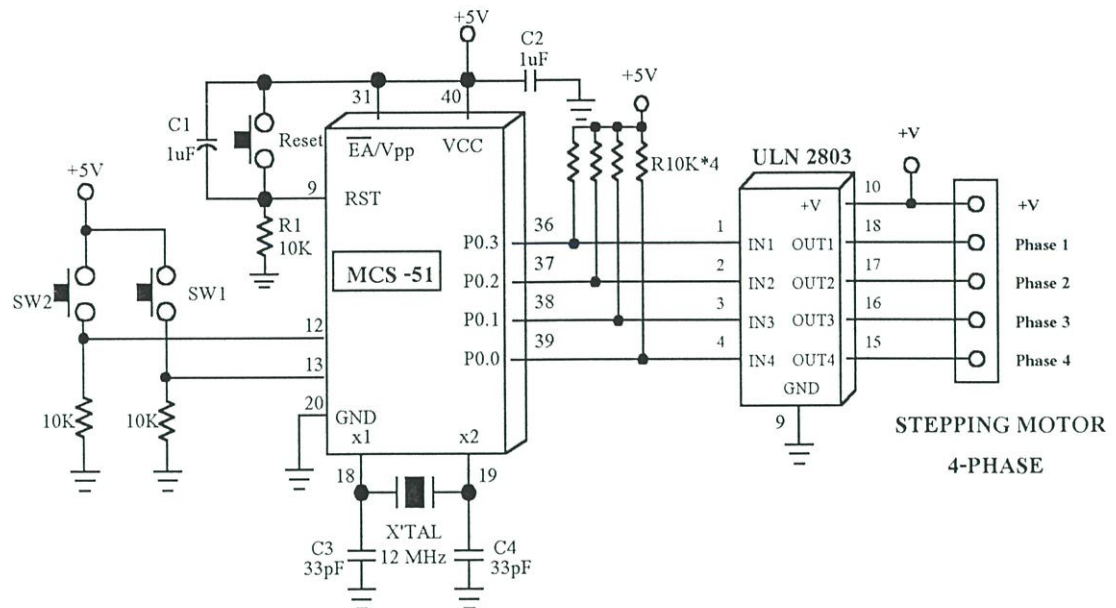 +5V
C2
1uF
+5V
31
40
C1
1uF
Reset
EA/Vpp
VCC
R10K*4
ULN 2803
+V
+5V
9
RST
10
+V
+V
R1
10K
36
P0.3
1
IN1
OUT1
18
Phase 1
MCS -51
37
P0.2
2
IN2
OUT2
17
Phase 2
SW2
SW1
38
P0.1
3
IN3
OUT3
16
Phase 3
12
39
P0.0
4
IN4
OUT4
15
Phase 4
13
GND
10K
10K
20
GND
9
x1
x2
STEPPING MOTOR
4-PHASE
18
19
X'TAL
12 MHz
C3
33pF
C4
33pF